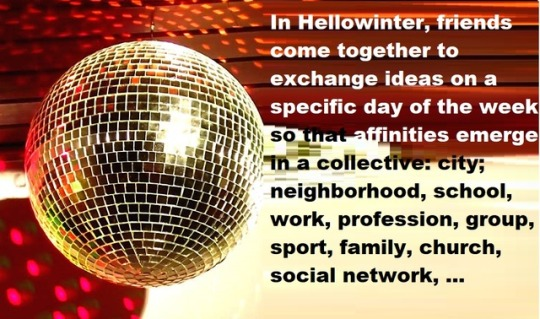 In Hellowinter, friends
come together to
exchange ideas on a
specific day of the week
so that affinities emerge
in a collective: city;
neighborhood, school,
work, profession, group,
sport, family, church,
social network, ...